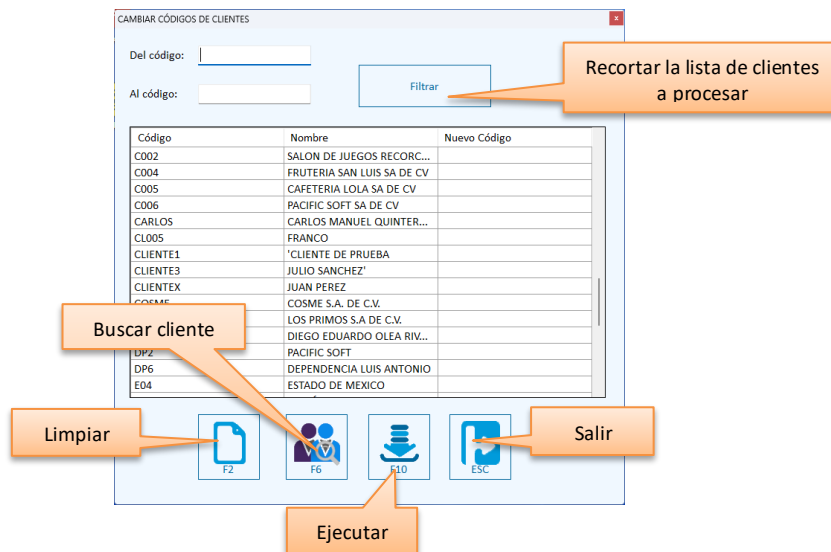 CAMBIAR CÓDIGOS DE CLIENTES
x
Del código:
Al código:
Filtrar
Recortar la lista de clientes
a procesar
Código Nombre Nuevo Código
C002 SALON DE JUEGOS RECORC...
C004 FRUTERIA SAN LUIS SA DE CV
C005 CAFETERIA LOLA SA DE CV
C006 PACIFIC SOFT SA DE CV
CARLOS CARLOS MANUEL QUINTER...
CL005 FRANCO
CLIENTE1 'CLIENTE DE PRUEBA
CLIENTE3 JULIO SANCHEZ'
CLIENTEX JUAN PEREZ
COSME COSME S.A. DE C.V.
LOS PRIMOS S.A DE C.V.
Buscar cliente
DIEGO EDUARDO OLEA RIV...
DP2 PACIFIC SOFT
DP6 DEPENDENCIA LUIS ANTONIO
E04 ESTADO DE MEXICO
Limpiar
Salir
F2
F6
F10
ESC
Ejecutar